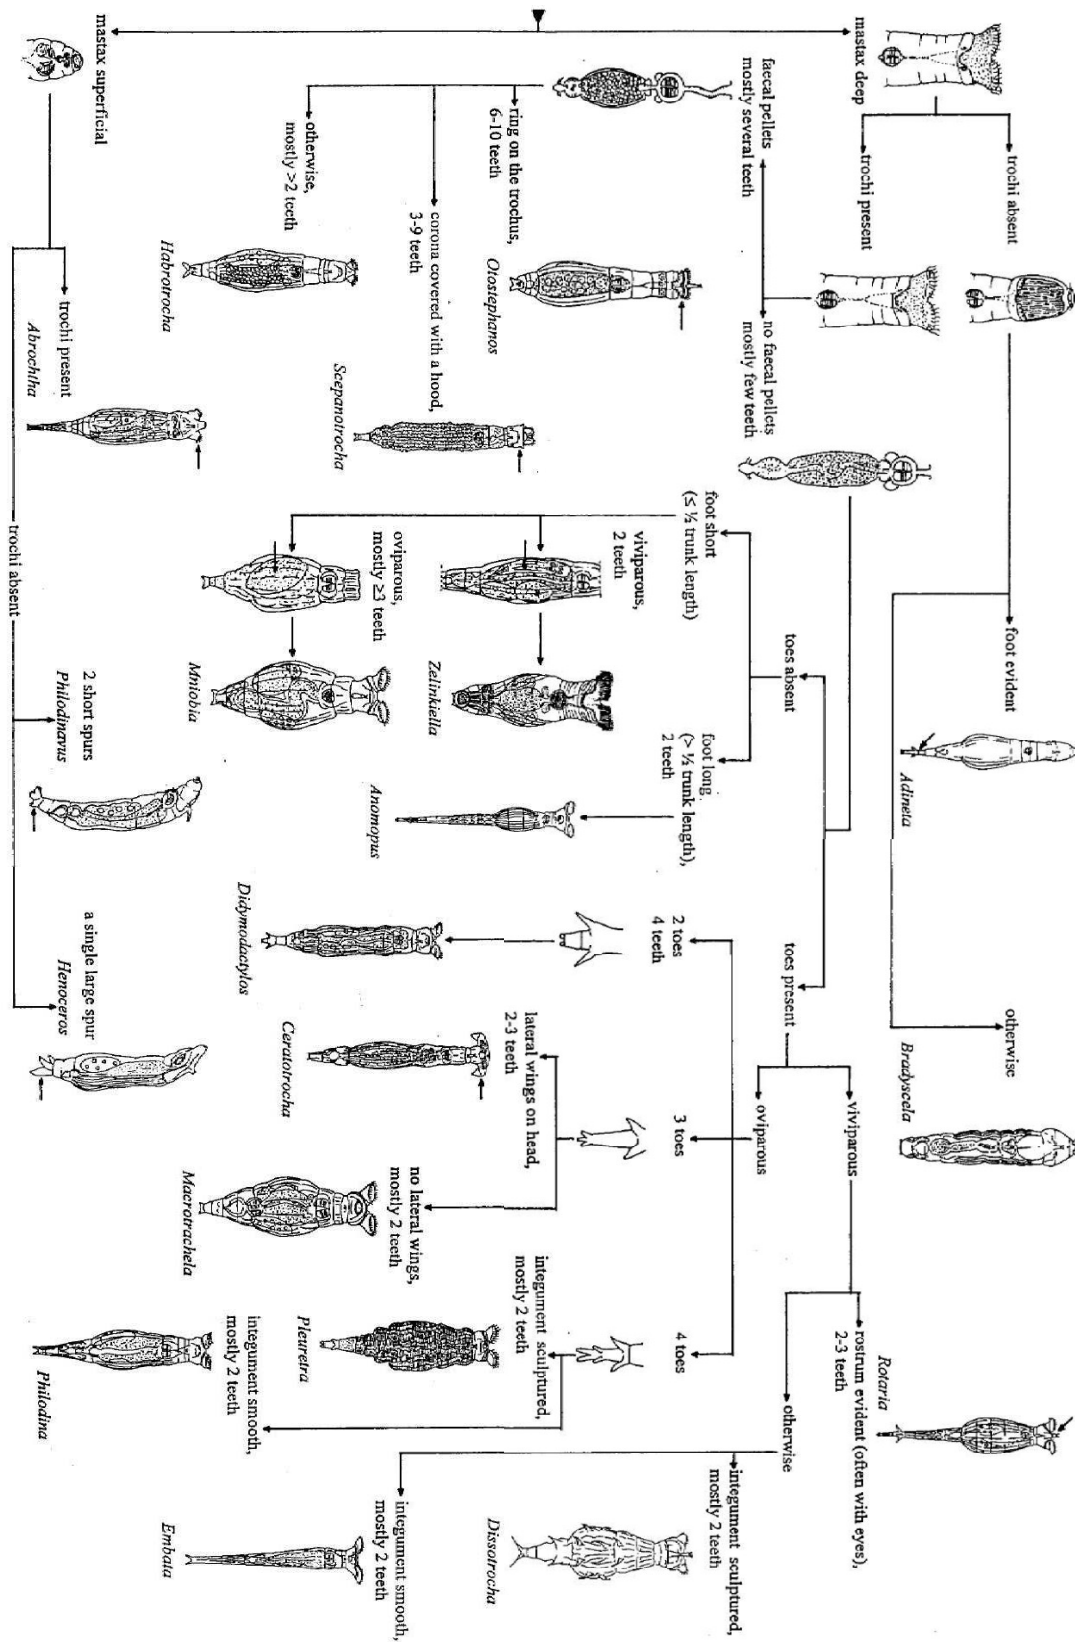 mastax deep
trochi absent
trochi present
foot evident
Adineta
otherwise
Bradyscela
faecal pellets
mostly several teeth
no faecal pellets
mostly few teeth
ring on the trochus,
6-10 teeth
Otostephanos
corona covered with a hood,
3-9 teeth
Scepanotrocha
otherwise,
mostly >2 teeth
Habrotrocha
toes absent
foot short
(≤ ½ trunk length)
viviparous,
2 teeth
Zelinkiella
oviparous,
mostly ≥3 teeth
Mniobia
foot long
(> ½ trunk length),
2 teeth
Anomopus
toes present
viviparous
rostrum evident (often with eyes),
2-3 teeth
Rotaria
otherwise
integument sculptured,
mostly 2 teeth
Dissotrocha
integument smooth,
mostly 2 teeth
Embata
oviparous
2 toes
4 teeth
Didymodactylos
3 toes
lateral wings on head,
2-3 teeth
Ceratotrocha
no lateral wings,
mostly 2 teeth
Macrotrachela
4 toes
integument sculptured,
mostly 2 teeth
Pleuretra
integument smooth,
mostly 2 teeth
Philodina
mastax superficial
trochi present
Abrochtha
trochi absent
2 short spurs
Philodinavus
a single large spur
Henoceros